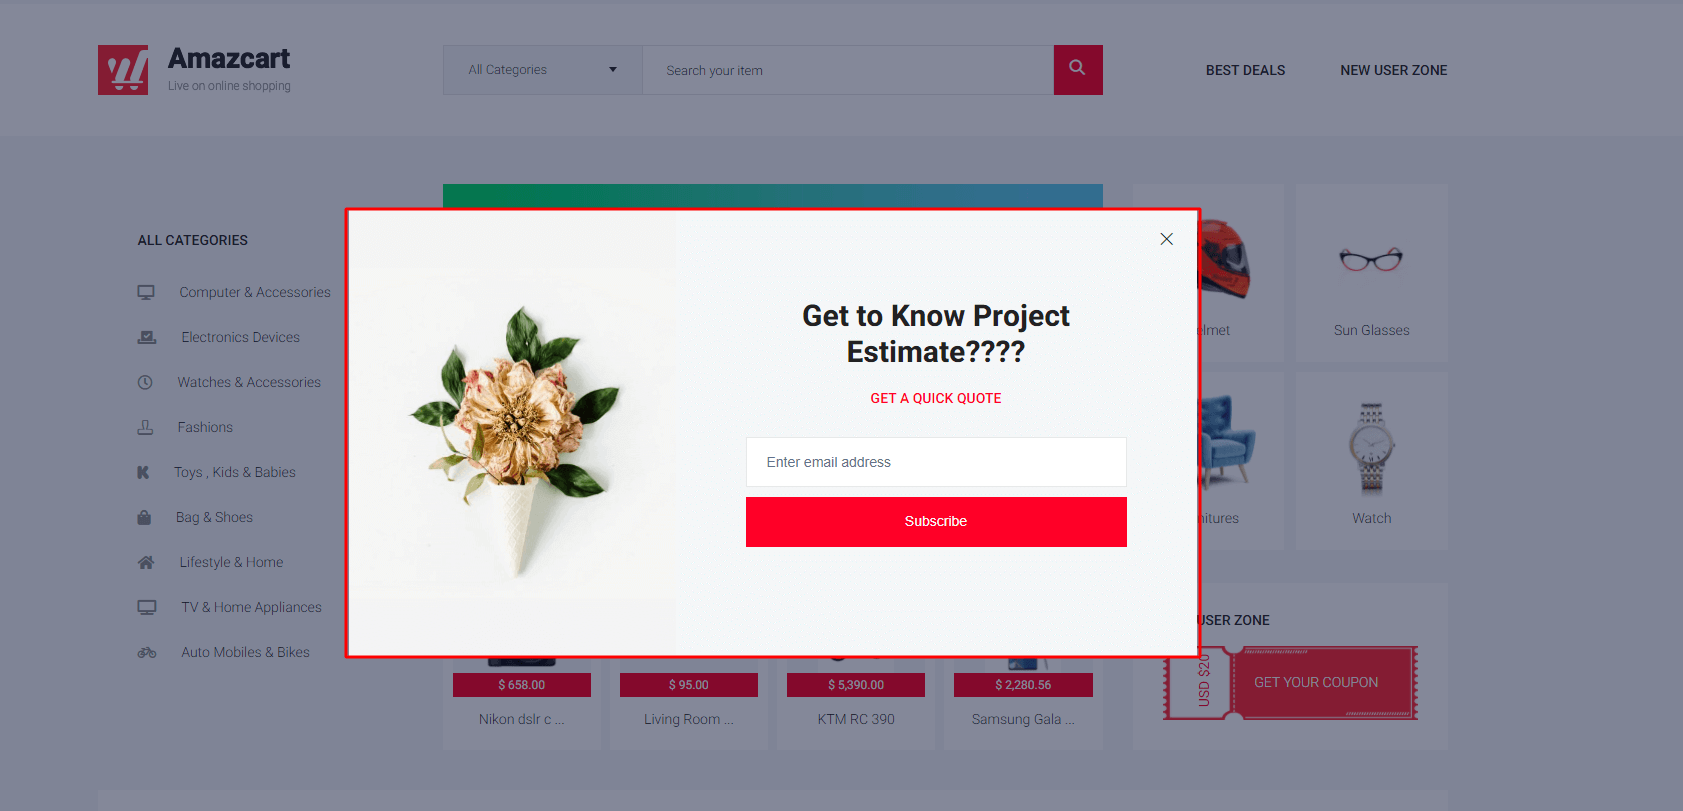 Amazcart
Live on online shopping
All Categories
Search your item
BEST DEALS
NEW USER ZONE
ALL CATEGORIES
Computer & Accessories
Electronics Devices
Watches & Accessories
Fashions
Toys , Kids & Babies
Bag & Shoes
Lifestyle & Home
TV & Home Appliances
Auto Mobiles & Bikes
Get to Know Project
Estimate????
GET A QUICK QUOTE
Enter email address
Subscribe
elmet
Sun Glasses
nitures
Watch
USER ZONE
USD $20
GET YOUR COUPON
$ 658.00
$ 95.00
$ 5,390.00
$ 2,280.56
Nikon dslr c ...
Living Room ...
KTM RC 390
Samsung Gala ...